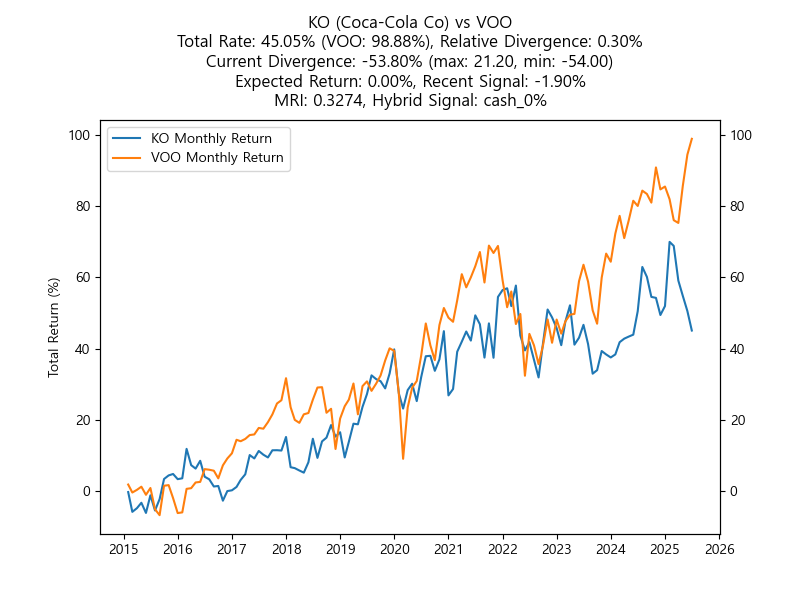 KO (Coca-Cola Co) vs VOO
Total Rate: 45.05% (VOO: 98.88%), Relative Divergence: 0.30%
Current Divergence: -53.80% (max: 21.20, min: -54.00)
Expected Return: 0.00%, Recent Signal: -1.90%
MRI: 0.3274, Hybrid Signal: cash_0%
KO Monthly Return
VOO Monthly Return
Total Return (%)
100
80
60
40
20
0
100
80
60
40
20
0
2015 2016 2017 2018 2019 2020 2021 2022 2023 2024 2025 2026